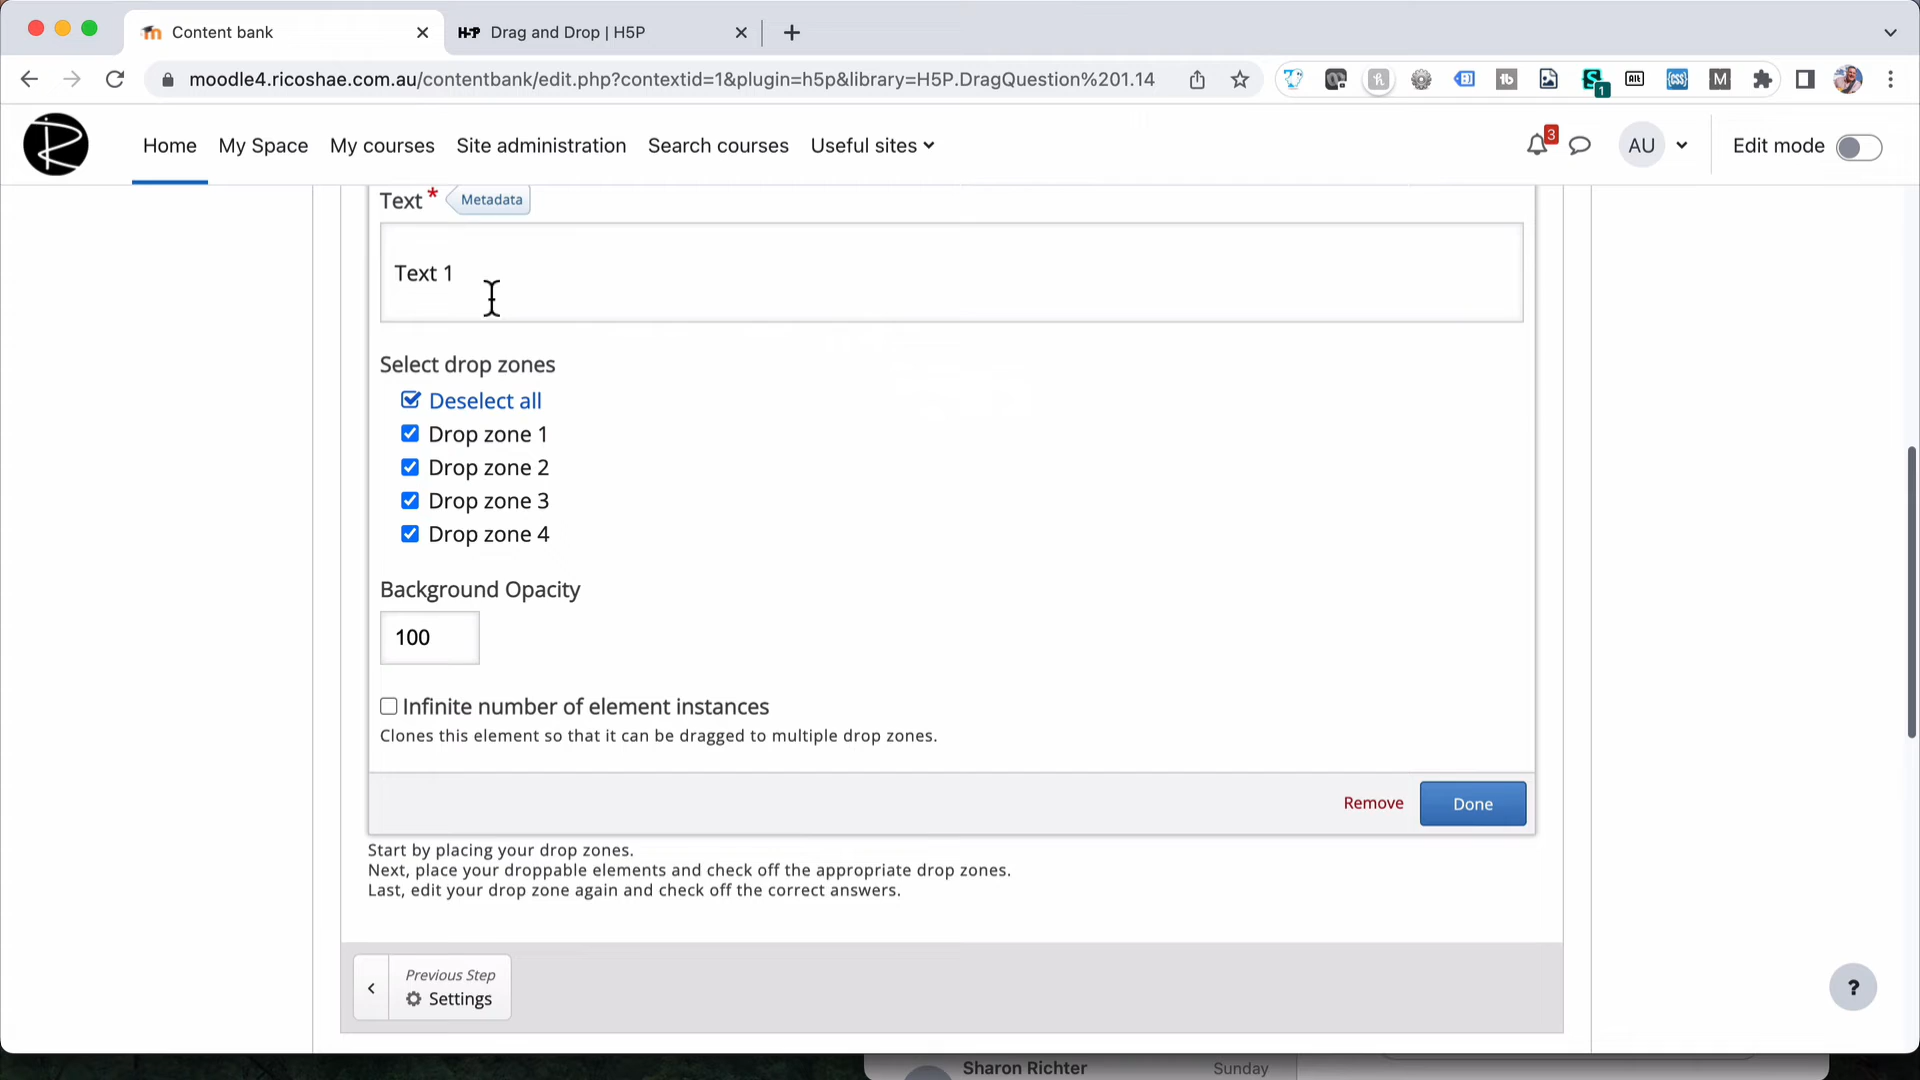 Content bank
H-P Drag and Drop | H5P
moodle4.ricoshae.com.au/contentbank/edit.php?contextid=1&plugin=h5p&library=H5P.DragQuestion%201.14
Home My Space My courses Site administration Search courses Useful sites
3
AU
Edit mode
Text * Metadata
Text 1
Select drop zones
Deselect all
Drop zone 1
Drop zone 2
Drop zone 3
Drop zone 4
Background Opacity
100
Infinite number of element instances
Clones this element so that it can be dragged to multiple drop zones.
Remove Done
Start by placing your drop zones.
Next, place your droppable elements and check off the appropriate drop zones.
Last, edit your drop zone again and check off the correct answers.
Previous Step
Settings
?
Sharon Richter Sunday